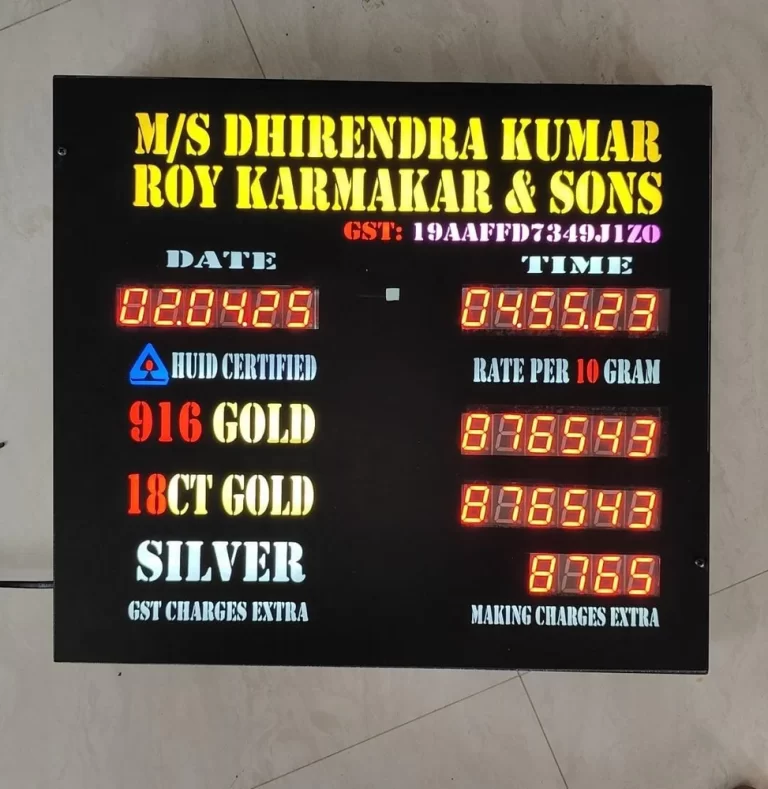 M/S DHIRENDRA KUMAR
ROY KARMAKAR & SONS
GST: 19AAFFD7349J1ZO
DATE TIME
02.04.25 04.55.23
HUID CERTIFIED RATE PER 10 GRAM
916 GOLD 876543
18CT GOLD 876543
SILVER 8765
GST CHARGES EXTRA MAKING CHARGES EXTRA